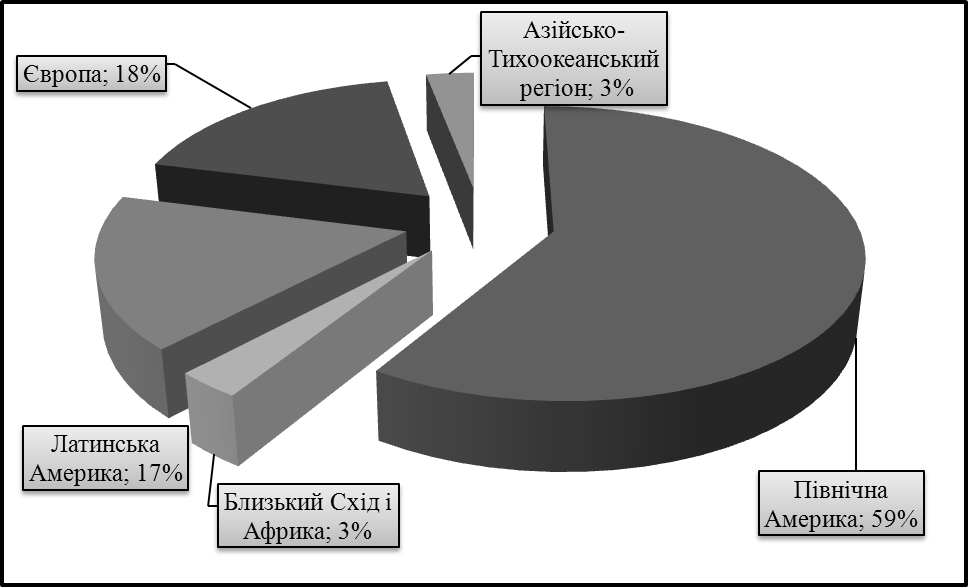 Азійсько-
Тихоокеанський
регіон; 3%
Європа; 18%
Латинська
Америка; 17%
Близький Схід і
Африка; 3%
Північна
Америка; 59%